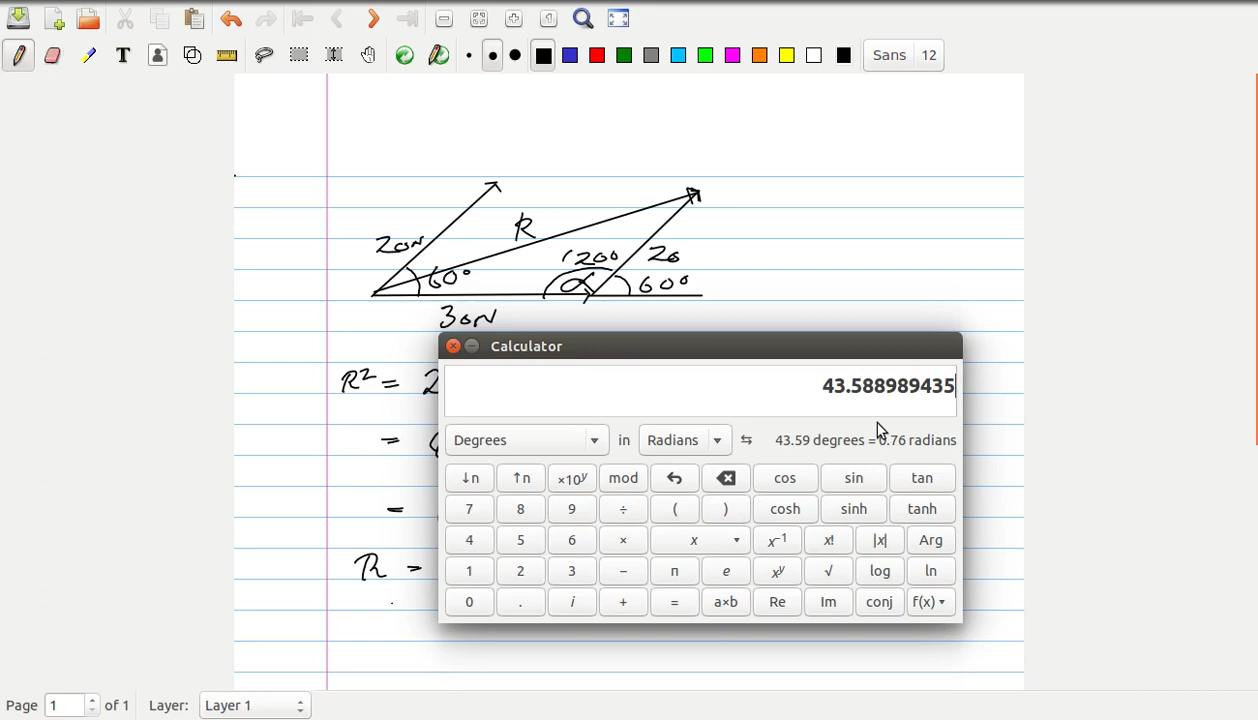 Sans 12
20N
R
60°
120°
α
20
60°
30N
R² = 2
=
=
R =
Calculator
43.588989435
Degrees in Radians 43.59 degrees = 0.76 radians
↓n ↑n ×10ʸ mod cos sin tan
7 8 9 ÷ ( ) cosh sinh tanh
4 5 6 × x x⁻¹ x! |x| Arg
1 2 3 − π e xʸ √ log ln
0 . i + = a×b Re Im conj f(x)
Page 1 of 1 Layer: Layer 1